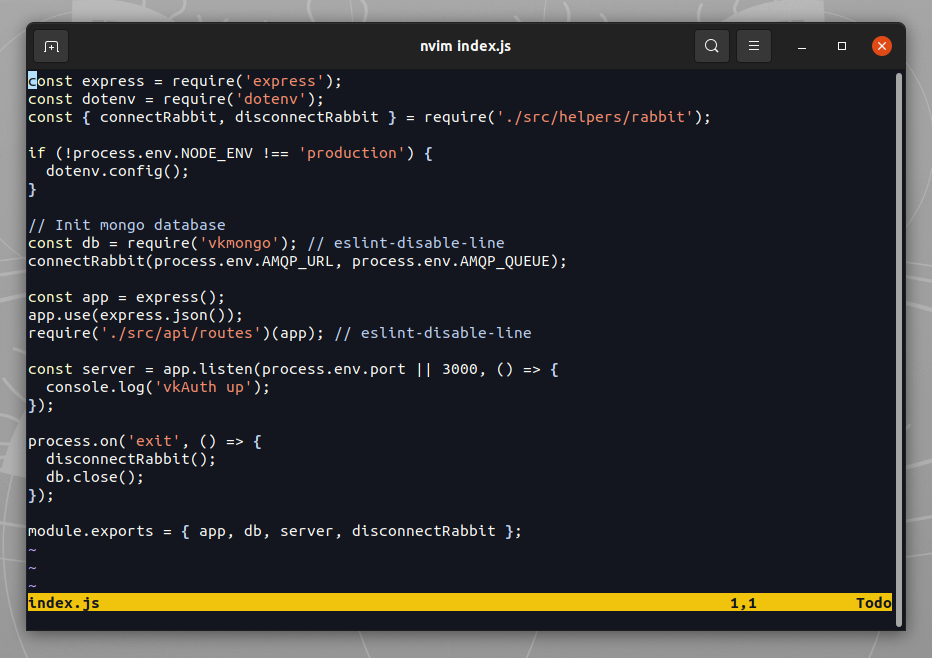 nvim index.js
const express = require('express');
const dotenv = require('dotenv');
const { connectRabbit, disconnectRabbit } = require('./src/helpers/rabbit');

if (!process.env.NODE_ENV !== 'production') {
  dotenv.config();
}

// Init mongo database
const db = require('vkmongo'); // eslint-disable-line
connectRabbit(process.env.AMQP_URL, process.env.AMQP_QUEUE);

const app = express();
app.use(express.json());
require('./src/api/routes')(app); // eslint-disable-line

const server = app.listen(process.env.port || 3000, () => {
  console.log('vkAuth up');
});

process.on('exit', () => {
  disconnectRabbit();
  db.close();
});

module.exports = { app, db, server, disconnectRabbit };
~
~
~
index.js 1,1 Todo